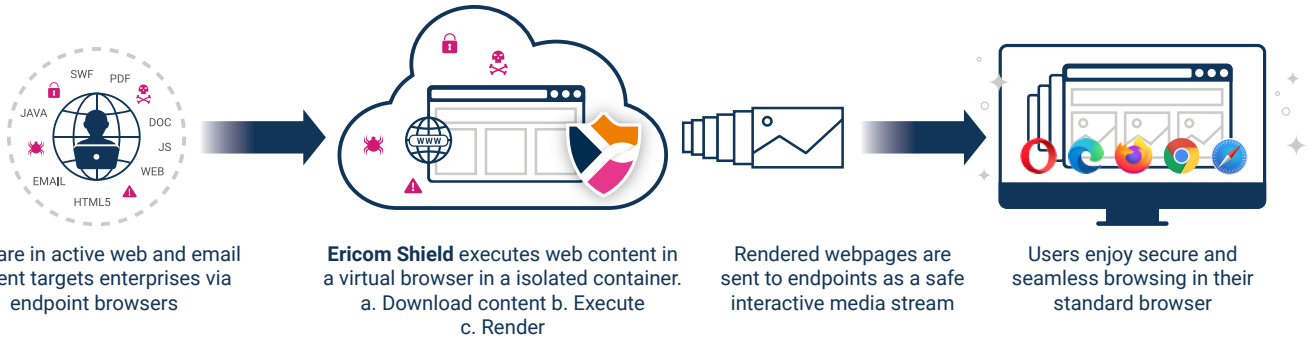 SWF
PDF
JAVA
DOC
JS
WEB
EMAIL
HTML5
www
are in active web and email
ent targets enterprises via
endpoint browsers
Ericom Shield executes web content in
a virtual browser in a isolated container.
a. Download content b. Execute
c. Render
Rendered webpages are
sent to endpoints as a safe
interactive media stream
Users enjoy secure and
seamless browsing in their
standard browser